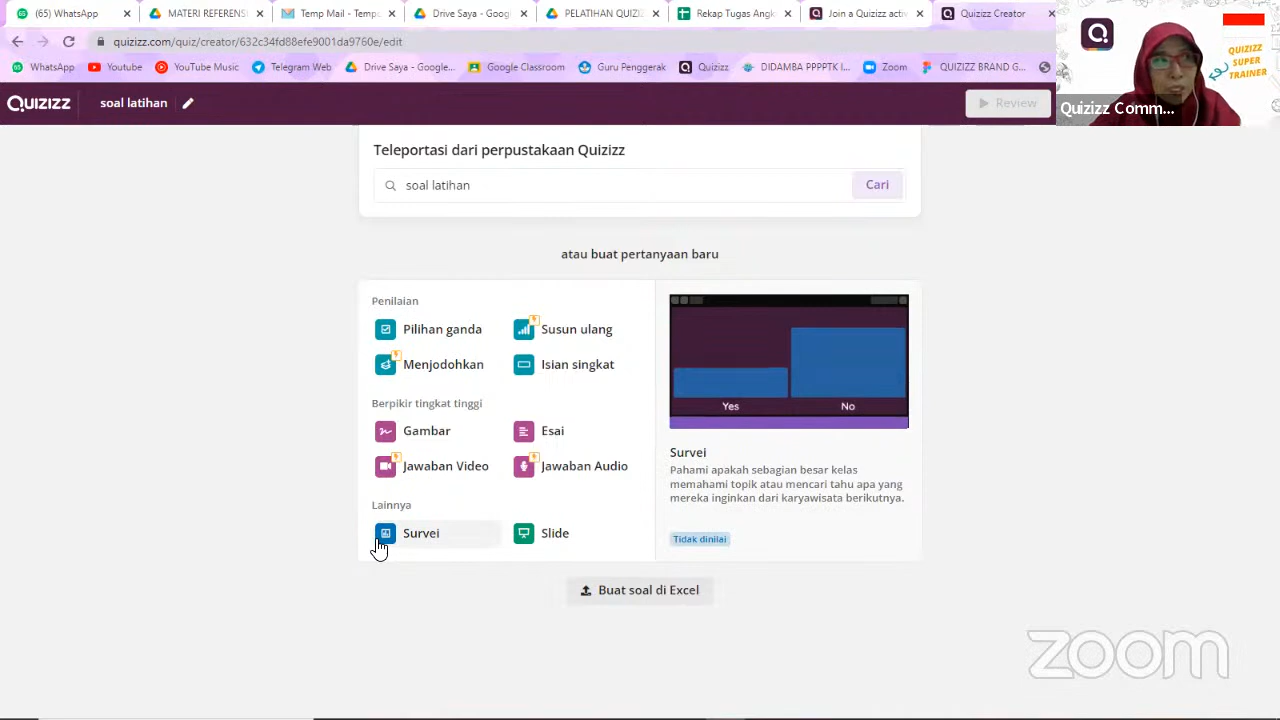 (65) WhatsApp
MATERI REFERENS
Temp Mail - Tempo
Drive Saya - Goog
ELATIHAN QUIZI
Rekap Tugas Angk
Join a Quizizz activ
Quizizz Creator
quizizz.com/quiz/creator/632c34fd88efe9001da9760e/edit
WhatsApp
Youtube
YouTube Music
Telegram Web
Drive Saya - Google...
Google Classroom
Guru Penggerak
Quizizz
DIDAMBA PPPPTK I...
Zoom
QUIZIZZ BRAND G...
QUIZIZZ
SUPER
TRAINER
Quizizz Comm...
QUIZIZZ
soal latihan
Review
Teleportasi dari perpustakaan Quizizz
soal latihan
Cari
atau buat pertanyaan baru
Penilaian
Pilihan ganda
Susun ulang
Menjodohkan
Isian singkat
Berpikir tingkat tinggi
Gambar
Esai
Jawaban Video
Jawaban Audio
Lainnya
Survei
Slide
Yes
No
Survei
Pahami apakah sebagian besar kelas
memahami topik atau mencari tahu apa yang
mereka inginkan dari karyawisata berikutnya.
Tidak dinilai
Buat soal di Excel
zoom